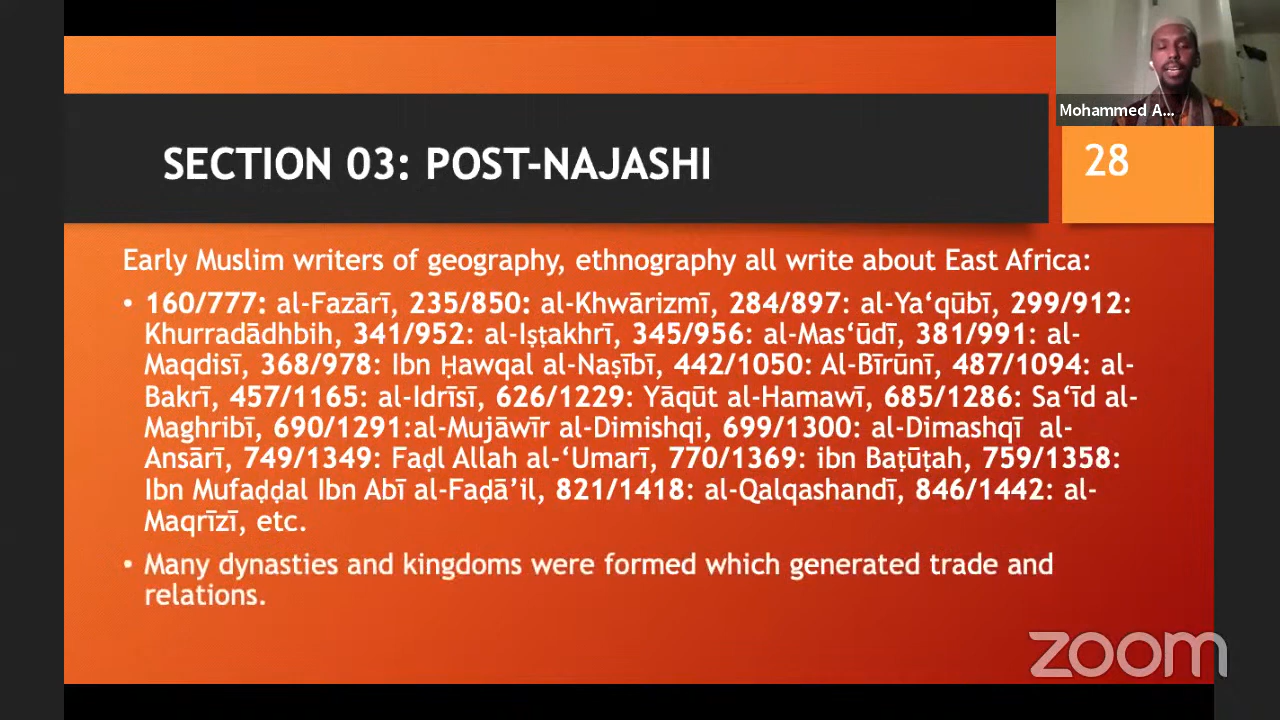 Mohammed A...
SECTION 03: POST-NAJASHI
28
Early Muslim writers of geography, ethnography all write about East Africa:
• 160/777: al-Fazārī, 235/850: al-Khwārizmī, 284/897: al-Ya‘qūbī, 299/912:
Khurradādhbih, 341/952: al-Iṣṭakhrī, 345/956: al-Mas‘ūdī, 381/991: al-
Maqdisī, 368/978: Ibn Ḥawqal al-Naṣībī, 442/1050: Al-Bīrūnī, 487/1094: al-
Bakrī, 457/1165: al-Idrīsī, 626/1229: Yāqūt al-Hamawī, 685/1286: Sa‘īd al-
Maghribī, 690/1291:al-Mujāwīr al-Dimishqi, 699/1300: al-Dimashqī al-
Ansārī, 749/1349: Faḍl Allah al-‘Umarī, 770/1369: ibn Baṭūṭah, 759/1358:
Ibn Mufaḍḍal Ibn Abī al-Faḍā’il, 821/1418: al-Qalqashandī, 846/1442: al-
Maqrīzī, etc.
• Many dynasties and kingdoms were formed which generated trade and
relations.
zoom